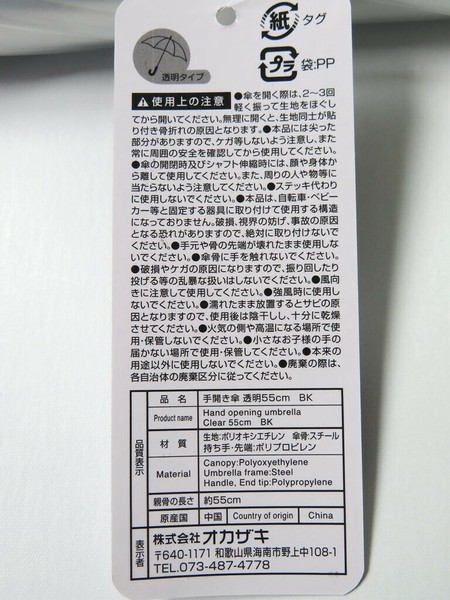 紙 タグ
プラ 袋:PP
透明タイプ
使用上の注意 ●傘を開く際は、2〜3回
軽く振って生地をほぐし
てから開いてください。無理に開くと、生地同士が貼
り付き骨折れの原因となります。●本品には尖った
部分がありますので、ケガ等しないよう注意し、また
常に周囲の安全を確認してから使用してください。
●傘の開閉時及びシャフト伸縮時には、顔や身体か
ら離して使用してください。また、周りの人や物等に
当たらないよう注意してください。●ステッキ代わり
に使用しないでください。●本品は、自転車・ベビー
カー等と固定する器具に取り付けて使用する構造
になっておりません。破損、視界の妨げ、事故の原因
となる恐れがありますので、絶対に取り付けないで
ください。●手元や骨の先端が壊れたまま使用しな
いでください。●傘骨に手を触れないでください。
●破損やケガの原因になりますので、振り回したり
投げる等の乱暴な扱いはしないでください。●風向
きに注意して使用してください。●強風時に使用し
ないでください。●濡れたまま放置するとサビの原
因となりますので、使用後は陰干しし、十分に乾燥
させてください。●火気の側や高温になる場所で使
用・保管しないでください。●小さなお子様の手の
届かない場所で使用・保管してください。●本来の
用途以外に使用しないでください。●廃棄の際は、
各自治体の廃棄区分に従ってください。
品質表示
品名 手開き傘 透明55cm BK
Product name Hand opening umbrella
Clear 55cm BK
材質 生地:ポリオキシエチレン 傘骨:スチール
持ち手・先端:ポリプロピレン
Material Canopy:Polyoxyethylene
Umbrella frame:Steel
Handle, End tip:Polypropylene
親骨の長さ 約55cm
原産国 中国 Country of origin China
表示者 株式会社オカザキ
〒640-1171 和歌山県海南市野上中108-1
TEL.073-487-4778